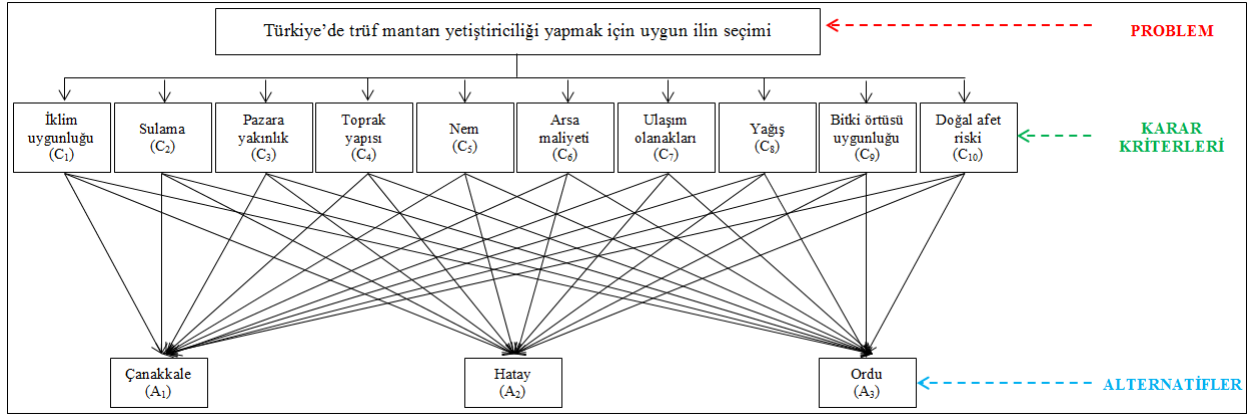 Türkiye’de trüf mantarı yetiştiriciliği yapmak için uygun ilin seçimi
PROBLEM
İklim
uygunluğu
(C₁)
Sulama
(C₂)
Pazara
yakınlık
(C₃)
Toprak
yapısı
(C₄)
Nem
(C₅)
Arsa
maliyeti
(C₆)
Ulaşım
olanakları
(C₇)
Yağış
(C₈)
Bitki örtüsü
uygunluğu
(C₉)
Doğal afet
riski
(C₁₀)
KARAR
KRİTERLERİ
Çanakkale
(A₁)
Hatay
(A₂)
Ordu
(A₃)
ALTERNATİFLER